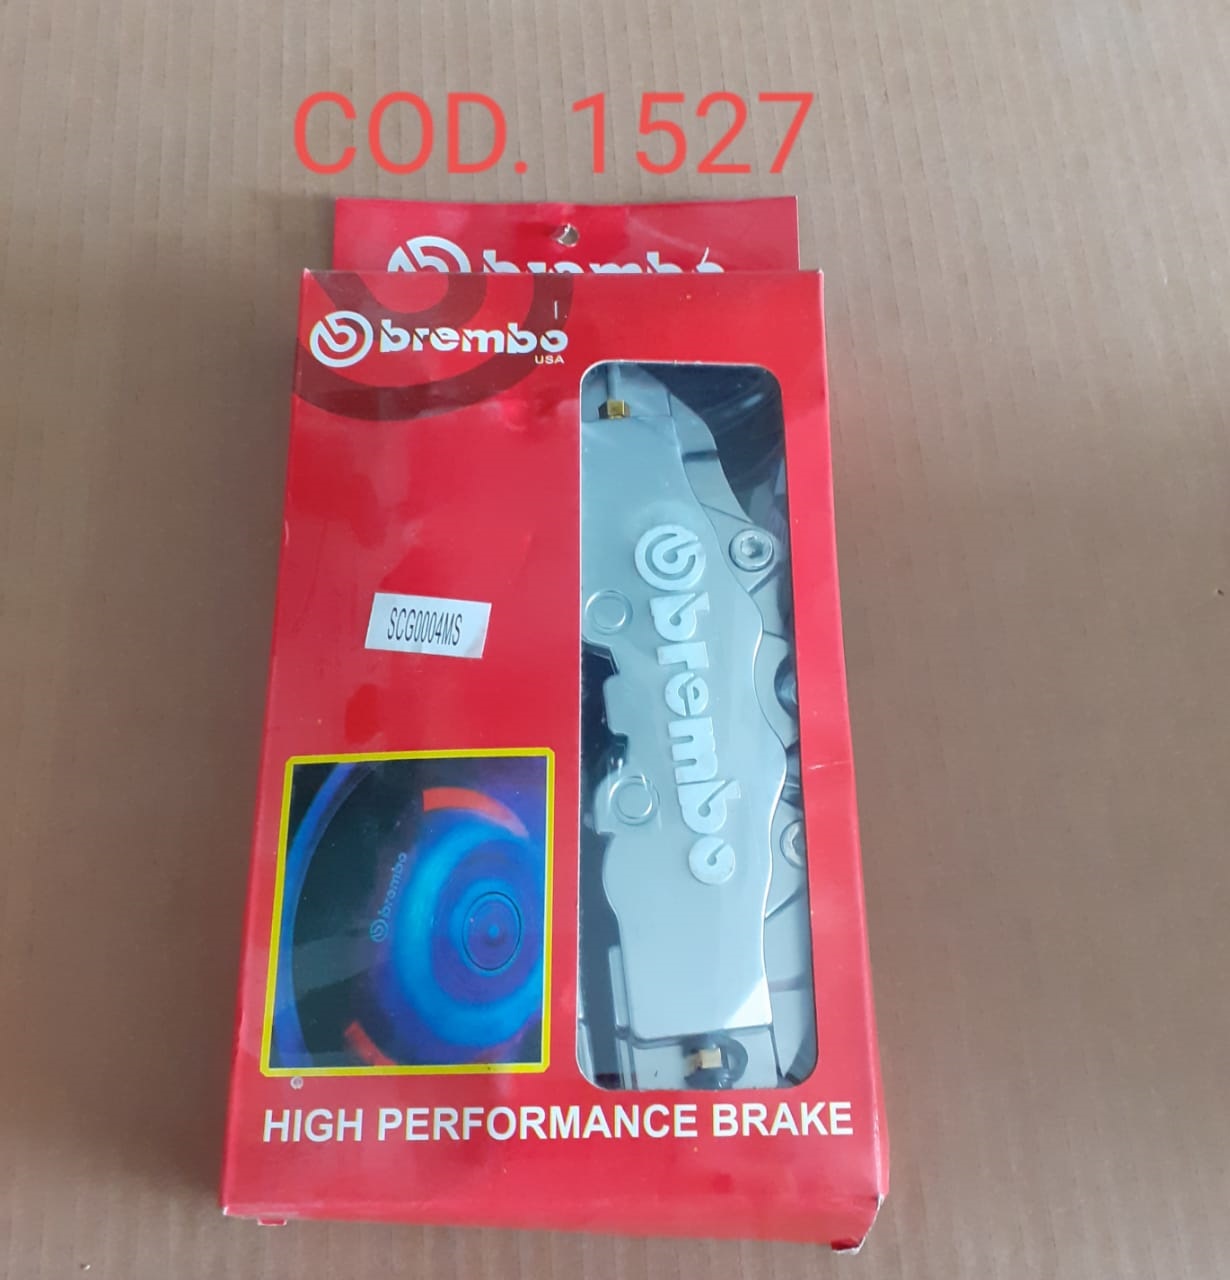 COD. 1527
brembo
brembo
USA
brembo
SCG0004MS
brembo
HIGH PERFORMANCE BRAKE